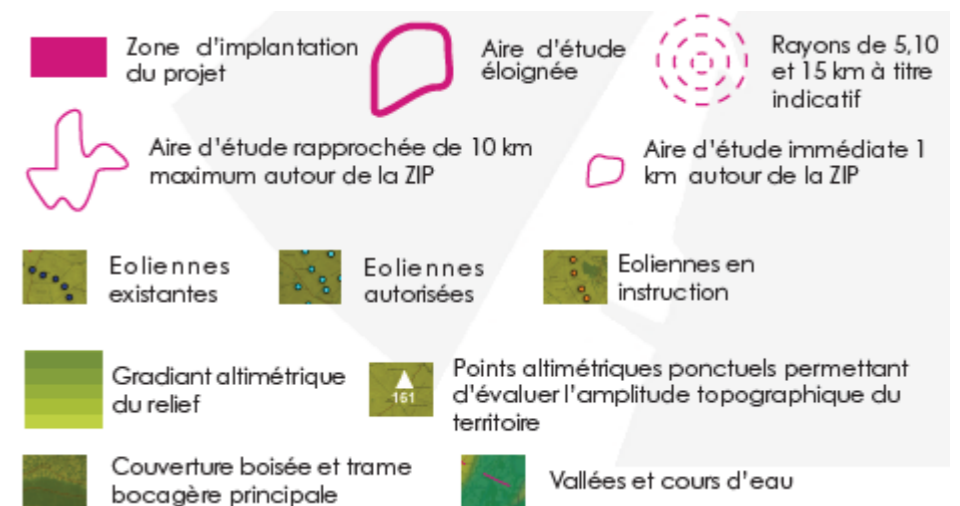 Zone d'implantation
du projet
Aire d'étude
éloignée
Rayons de 5,10
et 15 km à titre
indicatif
Aire d'étude rapprochée de 10 km
maximum autour de la ZIP
Aire d'étude immédiate 1
km autour de la ZIP
Eoliennes
existantes
Eoliennes
autorisées
Eoliennes en
instruction
Gradiant altimétrique
du relief
161
Points altimétriques ponctuels permettant
d'évaluer l'amplitude topographique du
territoire
Couverture boisée et trame
bocagère principale
Vallées et cours d'eau